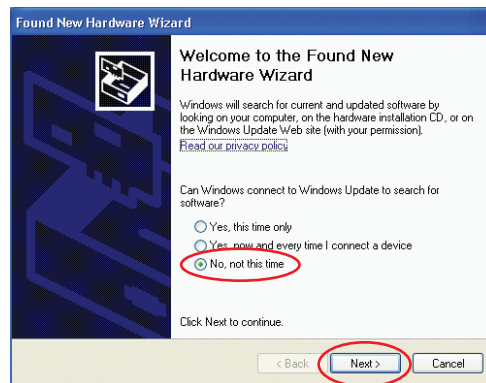 Found New Hardware Wizard
Welcome to the Found New
Hardware Wizard
Windows will search for current and updated software by
looking on your computer, on the hardware installation CD, or on
the Windows Update Web site (with your permission).
Read our privacy policy
Can Windows connect to Windows Update to search for
software?
Yes, this time only
Yes, now and every time I connect a device
No, not this time
Click Next to continue.
< Back Next > Cancel